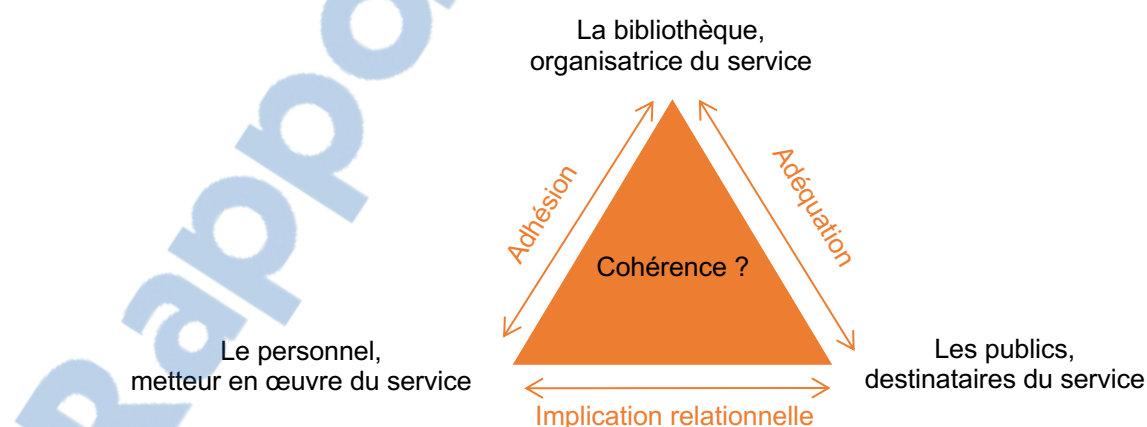 La bibliothèque,
organisatrice du service
Adhésion
Adéquation
Cohérence ?
Le personnel,
metteur en œuvre du service
Les publics,
destinataires du service
Implication relationnelle
Rappo